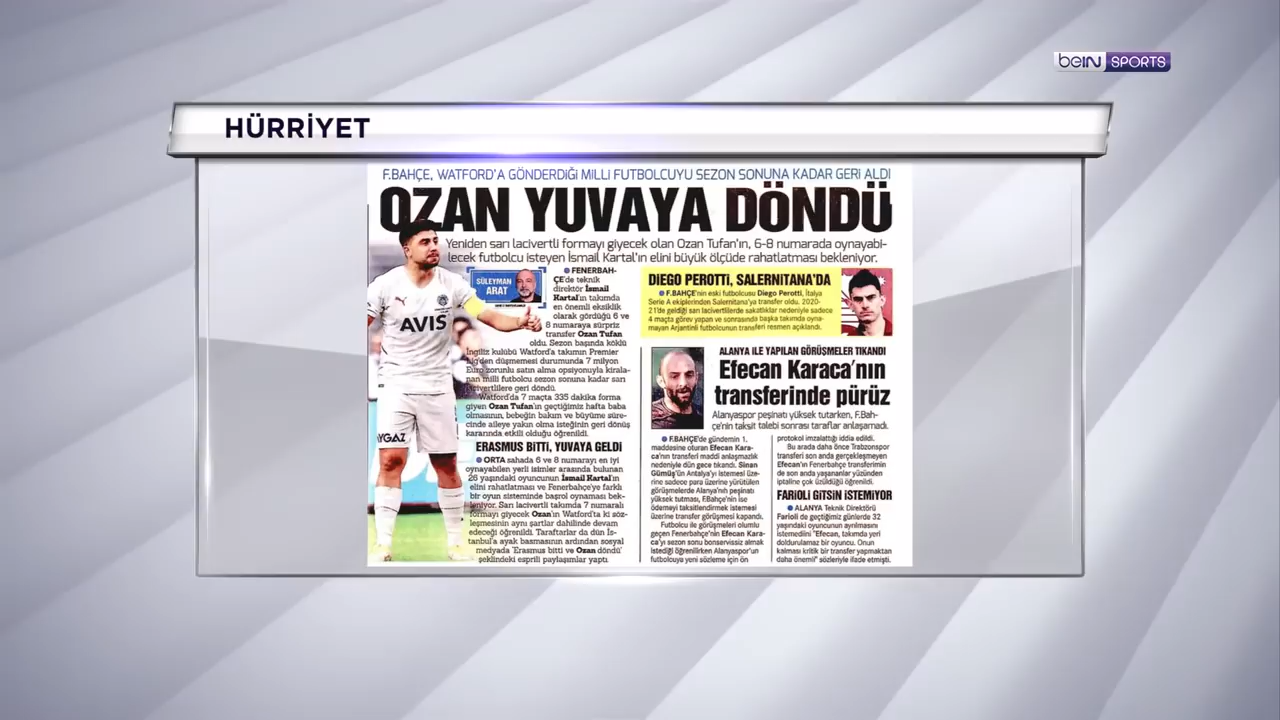 beIN SPORTS
HÜRRİYET
F.BAHÇE, WATFORD'A GÖNDERDİĞİ MİLLİ FUTBOLCUYU SEZON SONUNA KADAR GERİ ALDI
OZAN YUVAYA DÖNDÜ
Yeniden sarı lacivertli formayı giyecek olan Ozan Tufan'ın, 6-8 numarada oynayabi-
lecek futbolcu isteyen İsmail Kartal'ın elini büyük ölçüde rahatlatması bekleniyor.
AVIS
YGAZ
SÜLEYMAN
ARAT
● FENERBAH-
ÇE'DE teknik
direktör İsmail
Kartal'ın takımda
en önemli eksiklik
olarak gördüğü 6 ve
8 numaraya sürpriz
transfer Ozan Tufan
oldu. Sezon başında köklü
İngiliz kulübü Watford'a takımın Premier
Lig'den düşmemesi durumunda 7 milyon
Euro zorunlu satın alma opsiyonuyla kirala-
nan milli futbolcu sezon sonuna kadar sarı
lacivertlilere geri döndü.
Watford'da 7 maçta 335 dakika forma
giyen Ozan Tufan'ın geçtiğimiz hafta baba
olmasının, bebeğin bakım ve büyüme süre-
cinde aileye yakın olma isteğinin geri dönüş
kararında etkili olduğu öğrenildi.
ERASMUS BİTTİ, YUVAYA GELDİ
● ORTA sahada 6 ve 8 numarayı en iyi
oynayabilen yerli isimler arasında bulunan
26 yaşındaki oyuncunun İsmail Kartal'ın
elini rahatlatması ve Fenerbahçe'ye farklı
bir oyun sisteminde başrol oynaması bek-
leniyor. Sarı lacivertli takımda 7 numaralı
formayı giyecek Ozan'ın Watford'ta ki söz-
leşmesinin aynı şartlar dahilinde devam
edeceği öğrenildi. Taraftarlar da dün İs-
tanbul'a ayak basmasının ardından sosyal
medyada 'Erasmus bitti ve Ozan döndü'
şeklindeki esprili paylaşımlar yaptı.
DIEGO PEROTTI, SALERNITANA'DA
● F.BAHÇE'nin eski futbolcusu Diego Perotti, İtalya
Serie A ekiplerinden Salernitana'ya transfer oldu. 2020-
21'de geldiği sarı lacivertlilerde sakatlıklar nedeniyle sadece
4 maçta görev yapan ve sonrasında başka takımda oyna-
mayan Arjantinli futbolcunun transferi resmen açıklandı.
ALANYA İLE YAPILAN GÖRÜŞMELER TIKANDI
Efecan Karaca'nın
transferinde pürüz
Alanyaspor peşinatı yüksek tutarken, F.Bah-
çe'nin taksit talebi sonrası taraflar anlaşamadı.
● F.BAHÇE'DE gündemin 1.
maddesine oturan Efecan Kara-
ca'nın transferi maddi anlaşmazlık
nedeniyle dün gece tıkandı. Sinan
Gümüş'ün Antalya'yı istemesi üze-
rine sadece para üzerine yürütülen
görüşmelerde Alanya'nın peşinatı
yüksek tutması, F.Bahçe'nin ise
ödemeyi taksitlendirmek istemesi
üzerine transfer görüşmesi kapandı.
Futbolcu ile görüşmeleri olumlu
geçen Fenerbahçe'nin Efecan Kara-
ca'yı sezon sonu bonservissiz almak
istediği öğrenilirken Alanyaspor'un
futbolcuya yeni sözleme için ön
protokol imzalattığı iddia edildi.
Bu arada daha önce Trabzonspor
transferi son anda gerçekleşmeyen
Efecan'ın Fenerbahçe transferimin
de son anda yaşananlar yüzünden
iptaline çok üzüldüğü öğrenildi.
FARİOLİ GİTSİN İSTEMİYOR
● ALANYA Teknik Direktörü
Farioli de geçtiğimiz günlerde 32
yaşındaki oyuncunun ayrılmasını
istemediğini "Efecan, takımda yeri
doldurulamaz bir oyuncu. Onun
kalması kritik bir transfer yapmaktan
daha önemli" sözleriyle ifade etmişti.